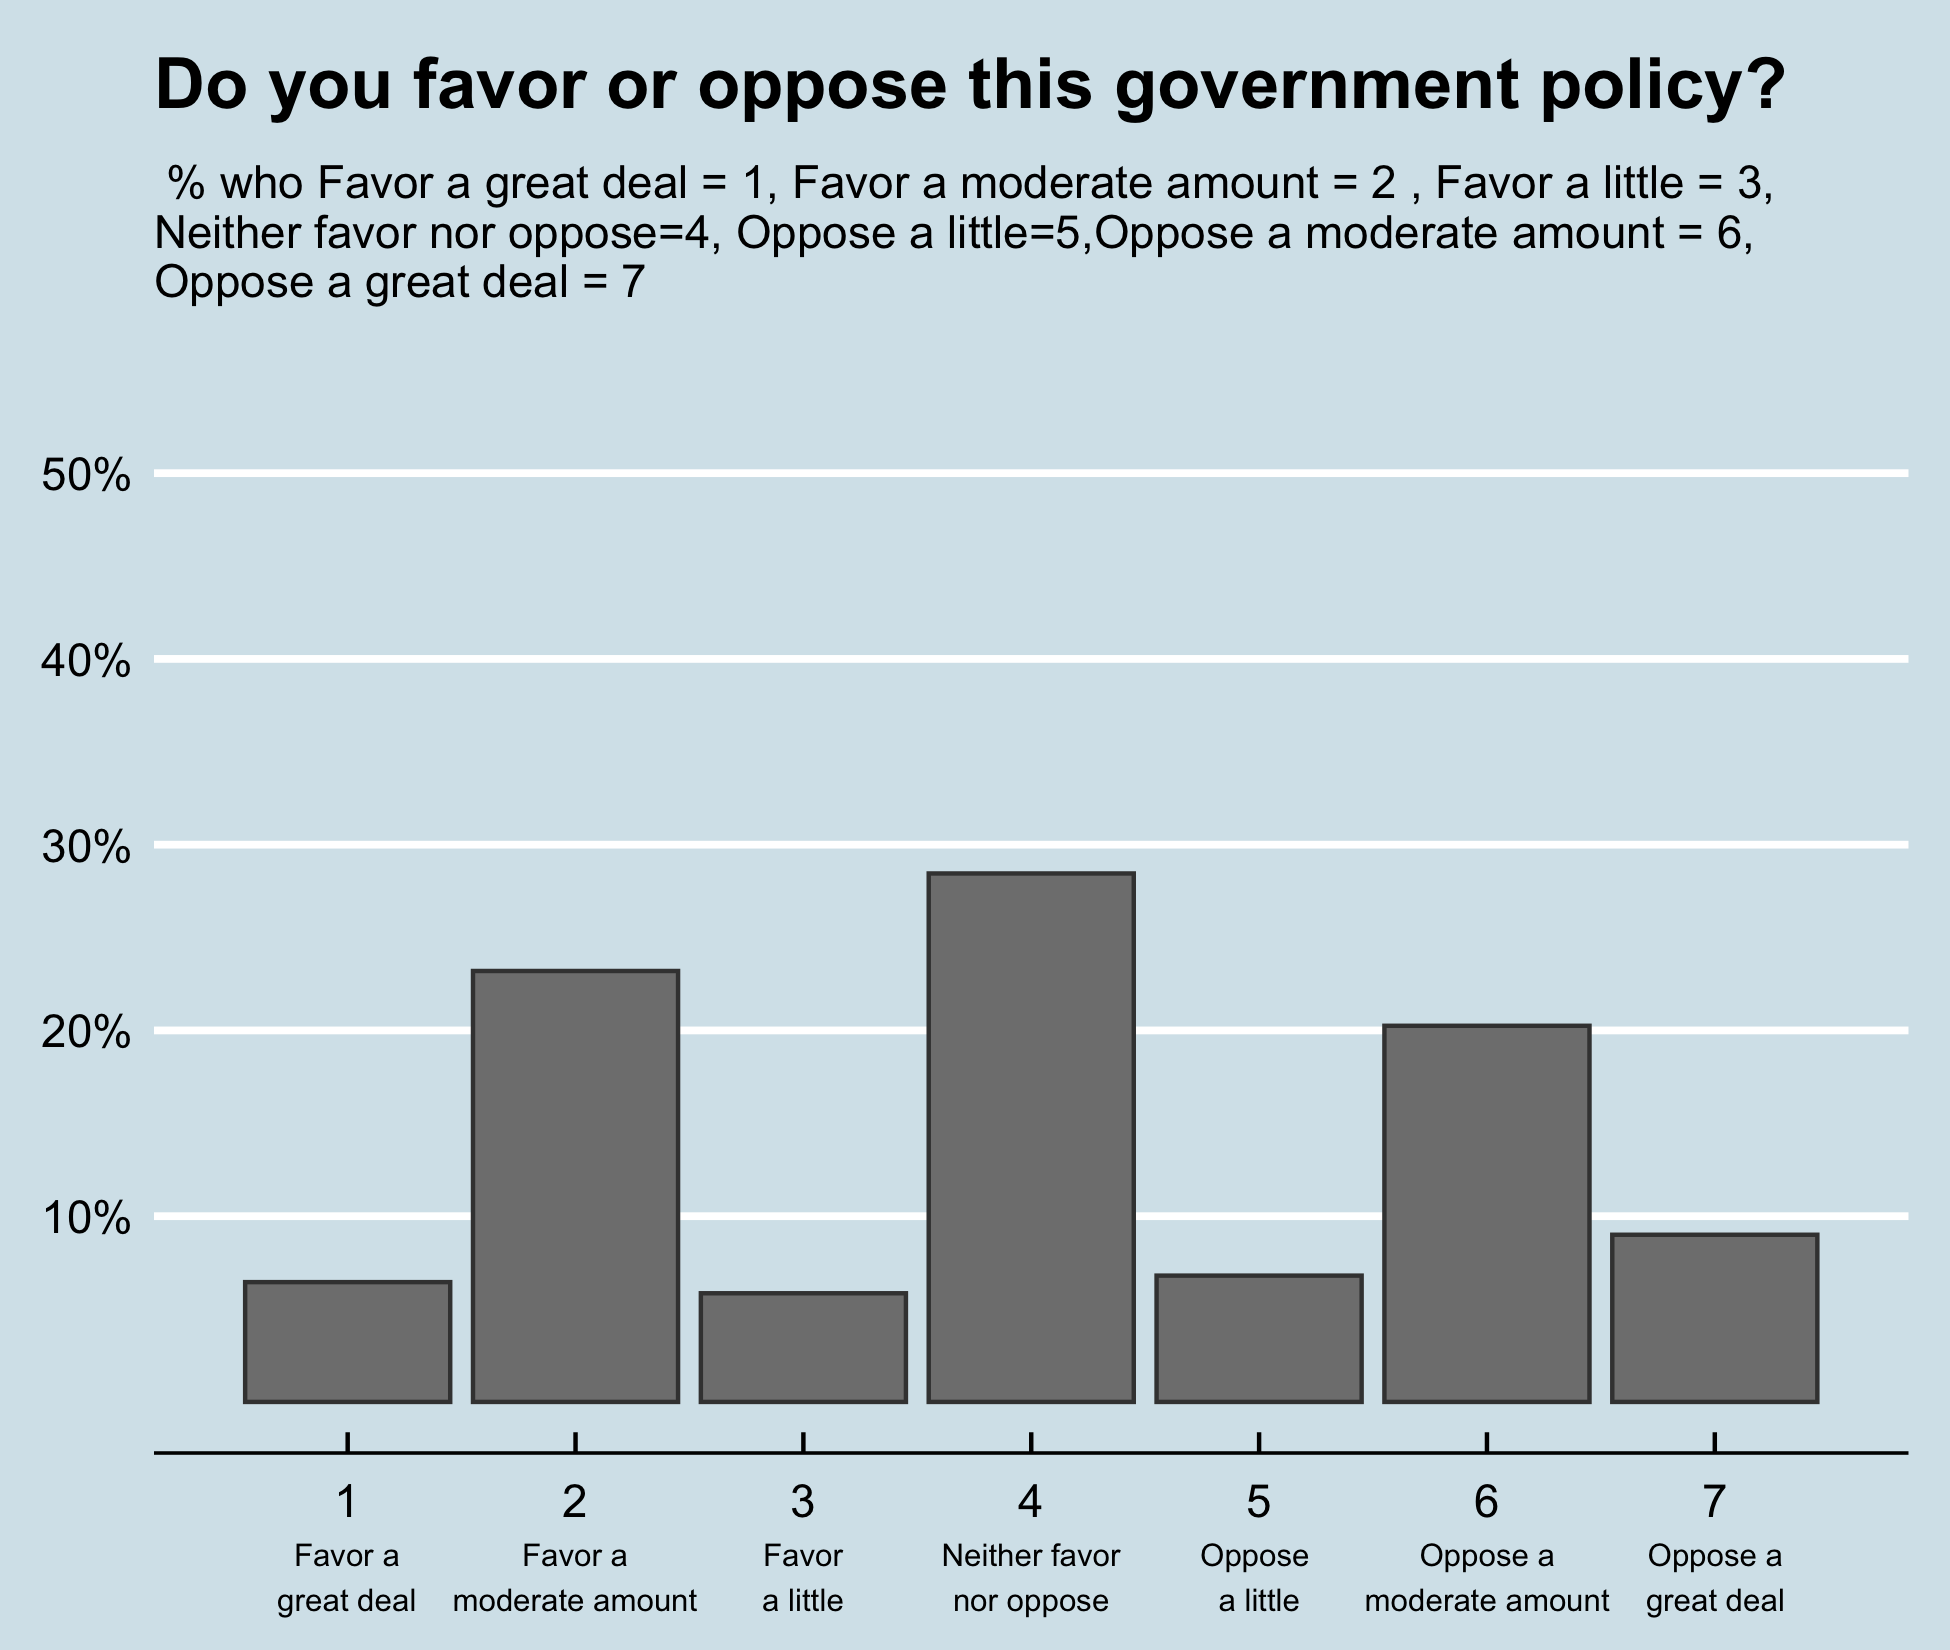 Do you favor or oppose this government policy?
% who Favor a great deal = 1, Favor a moderate amount = 2 , Favor a little = 3,
Neither favor nor oppose=4, Oppose a little=5,Oppose a moderate amount = 6,
Oppose a great deal = 7
50%
40%
30%
20%
10%
1 2 3 4 5 6 7
Favor a Favor a Favor Neither favor Oppose Oppose a Oppose a
great deal moderate amount a little nor oppose a little moderate amount great deal